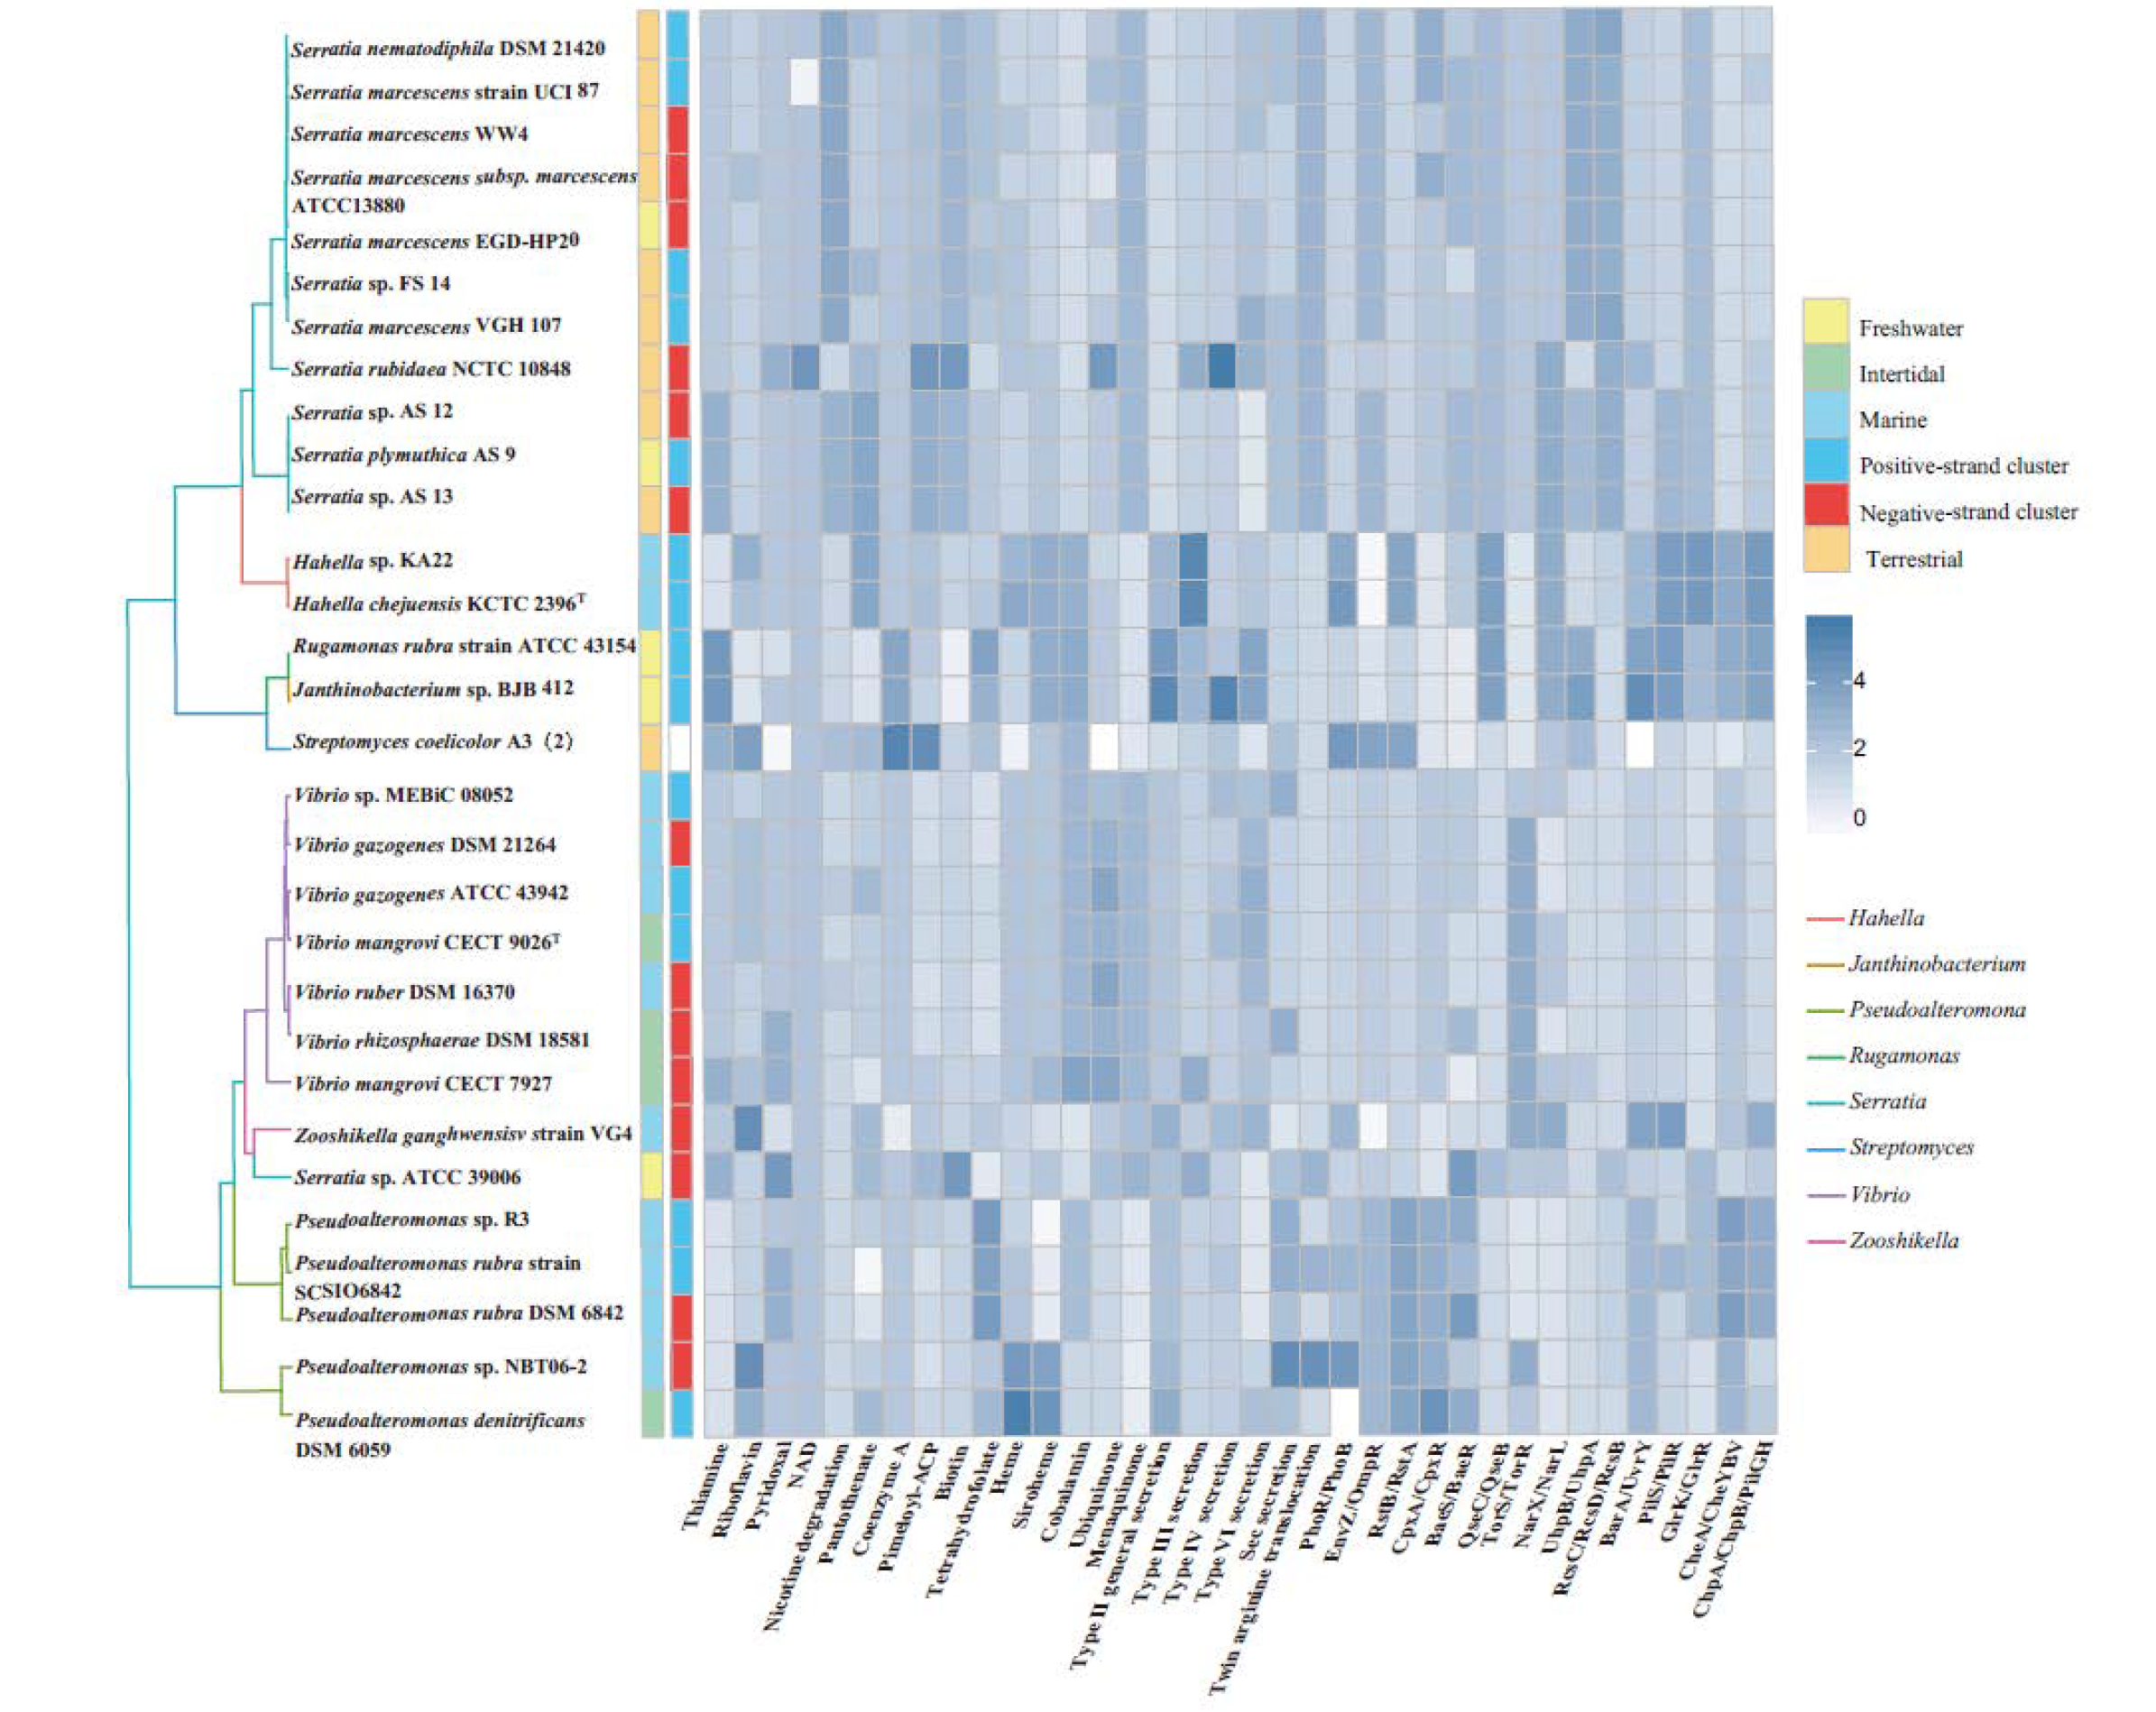 Serratia nematodiphila DSM 21420
Serratia marcescens strain UCI 87
Serratia marcescens WW4
Serratia marcescens subsp. marcescens
ATCC13880
Serratia marcescens EGD-HP20
Serratia sp. FS 14
Serratia marcescens VGH 107
Serratia rubidaea NCTC 10848
Serratia sp. AS 12
Serratia plymuthica AS 9
Serratia sp. AS 13
Hahella sp. KA22
Hahella chejuensis KCTC 2396ᵀ
Rugamonas rubra strain ATCC 43154
Janthinobacterium sp. BJB 412
Streptomyces coelicolor A3（2）
Vibrio sp. MEBiC 08052
Vibrio gazogenes DSM 21264
Vibrio gazogenes ATCC 43942
Vibrio mangrovi CECT 9026ᵀ
Vibrio ruber DSM 16370
Vibrio rhizosphaerae DSM 18581
Vibrio mangrovi CECT 7927
Zooshikella ganghwensisv strain VG4
Serratia sp. ATCC 39006
Pseudoalteromonas sp. R3
Pseudoalteromonas rubra strain
SCSIO6842
Pseudoalteromonas rubra DSM 6842
Pseudoalteromonas sp. NBT06-2
Pseudoalteromonas denitrificans
DSM 6059
Thiamine
Riboflavin
Pyridoxal
NAD
Nicotinedegradation
Pantothenate
Coenzyme A
Pimeloyl-ACP
Biotin
Tetrahydrofolate
Heme
Siroheme
Cobalamin
Ubiquinone
Menaquinone
Type II general secretion
Type III secretion
Type IV secretion
Type VI secretion
Sec secretion
Twin arginine translocation
PhoR/PhoB
EnvZ/OmpR
RstB/RstA
CpxA/CpxR
BaeS/BaeR
QseC/QseB
TorS/TorR
NarX/NarL
UhpB/UhpA
RcsC/RcsD/RcsB
BarA/UvrY
PilS/PilR
GlrK/GlrR
CheA/CheYBV
ChpA/ChpB/PilGH
Freshwater
Intertidal
Marine
Positive-strand cluster
Negative-strand cluster
Terrestrial
4
2
0
Hahella
Janthinobacterium
Pseudoalteromona
Rugamonas
Serratia
Streptomyces
Vibrio
Zooshikella